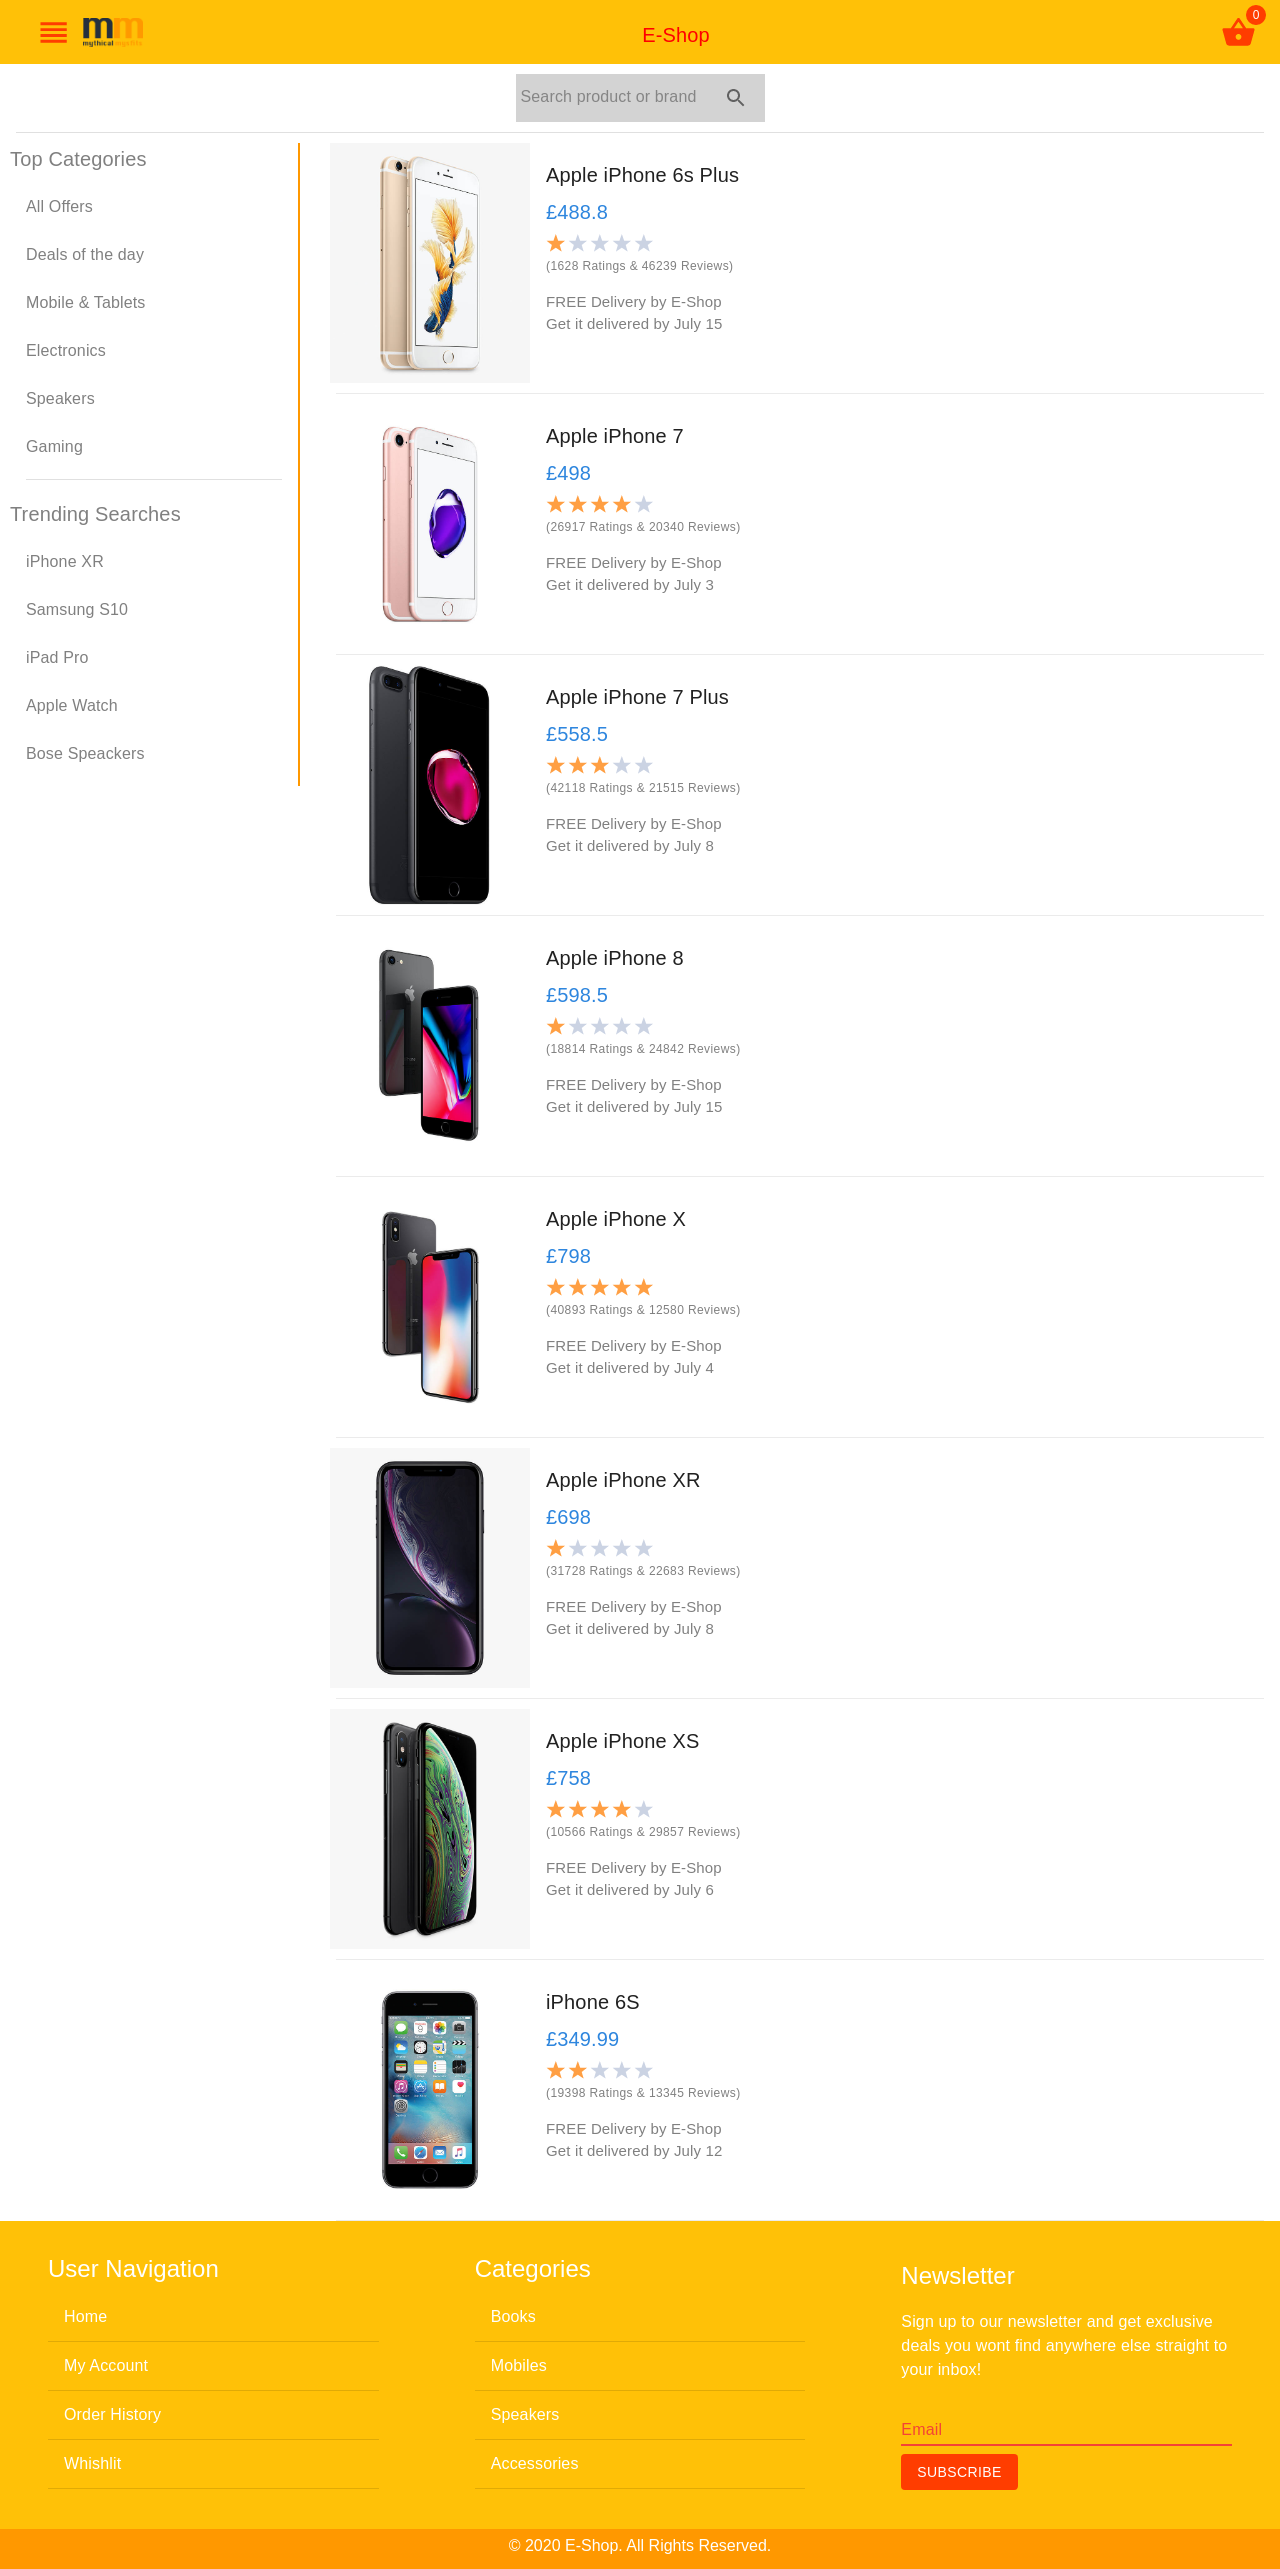 mm
mythical mysfits
E-Shop
0
Search product or brand
Top Categories
All Offers
Deals of the day
Mobile & Tablets
Electronics
Speakers
Gaming
Trending Searches
iPhone XR
Samsung S10
iPad Pro
Apple Watch
Bose Speackers
Apple iPhone 6s Plus
£488.8
(1628 Ratings & 46239 Reviews)
FREE Delivery by E-Shop
Get it delivered by July 15
Apple iPhone 7
£498
(26917 Ratings & 20340 Reviews)
FREE Delivery by E-Shop
Get it delivered by July 3
Apple iPhone 7 Plus
£558.5
(42118 Ratings & 21515 Reviews)
FREE Delivery by E-Shop
Get it delivered by July 8
Apple iPhone 8
£598.5
(18814 Ratings & 24842 Reviews)
FREE Delivery by E-Shop
Get it delivered by July 15
Apple iPhone X
£798
(40893 Ratings & 12580 Reviews)
FREE Delivery by E-Shop
Get it delivered by July 4
Apple iPhone XR
£698
(31728 Ratings & 22683 Reviews)
FREE Delivery by E-Shop
Get it delivered by July 8
Apple iPhone XS
£758
(10566 Ratings & 29857 Reviews)
FREE Delivery by E-Shop
Get it delivered by July 6
iPhone 6S
£349.99
(19398 Ratings & 13345 Reviews)
FREE Delivery by E-Shop
Get it delivered by July 12
User Navigation
Home
My Account
Order History
Whishlit
Categories
Books
Mobiles
Speakers
Accessories
Newsletter
Sign up to our newsletter and get exclusive
deals you wont find anywhere else straight to
your inbox!
Email
SUBSCRIBE
© 2020 E-Shop. All Rights Reserved.